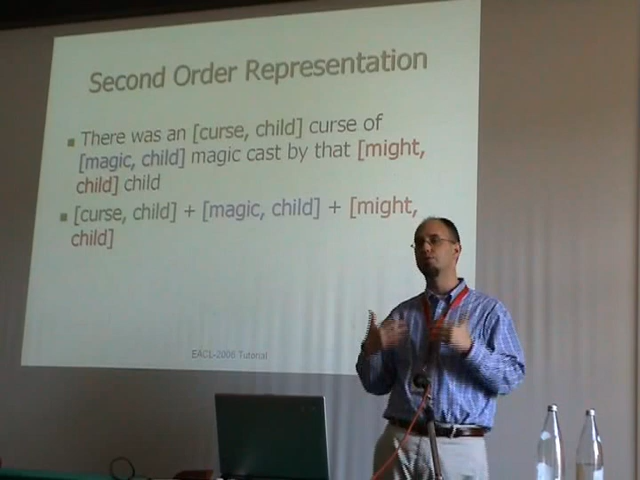 Second Order Representation
There was an [curse, child] curse of
[magic, child] magic cast by that [might,
child] child
[curse, child] + [magic, child] + [might,
child]
EACL-2006 Tutorial